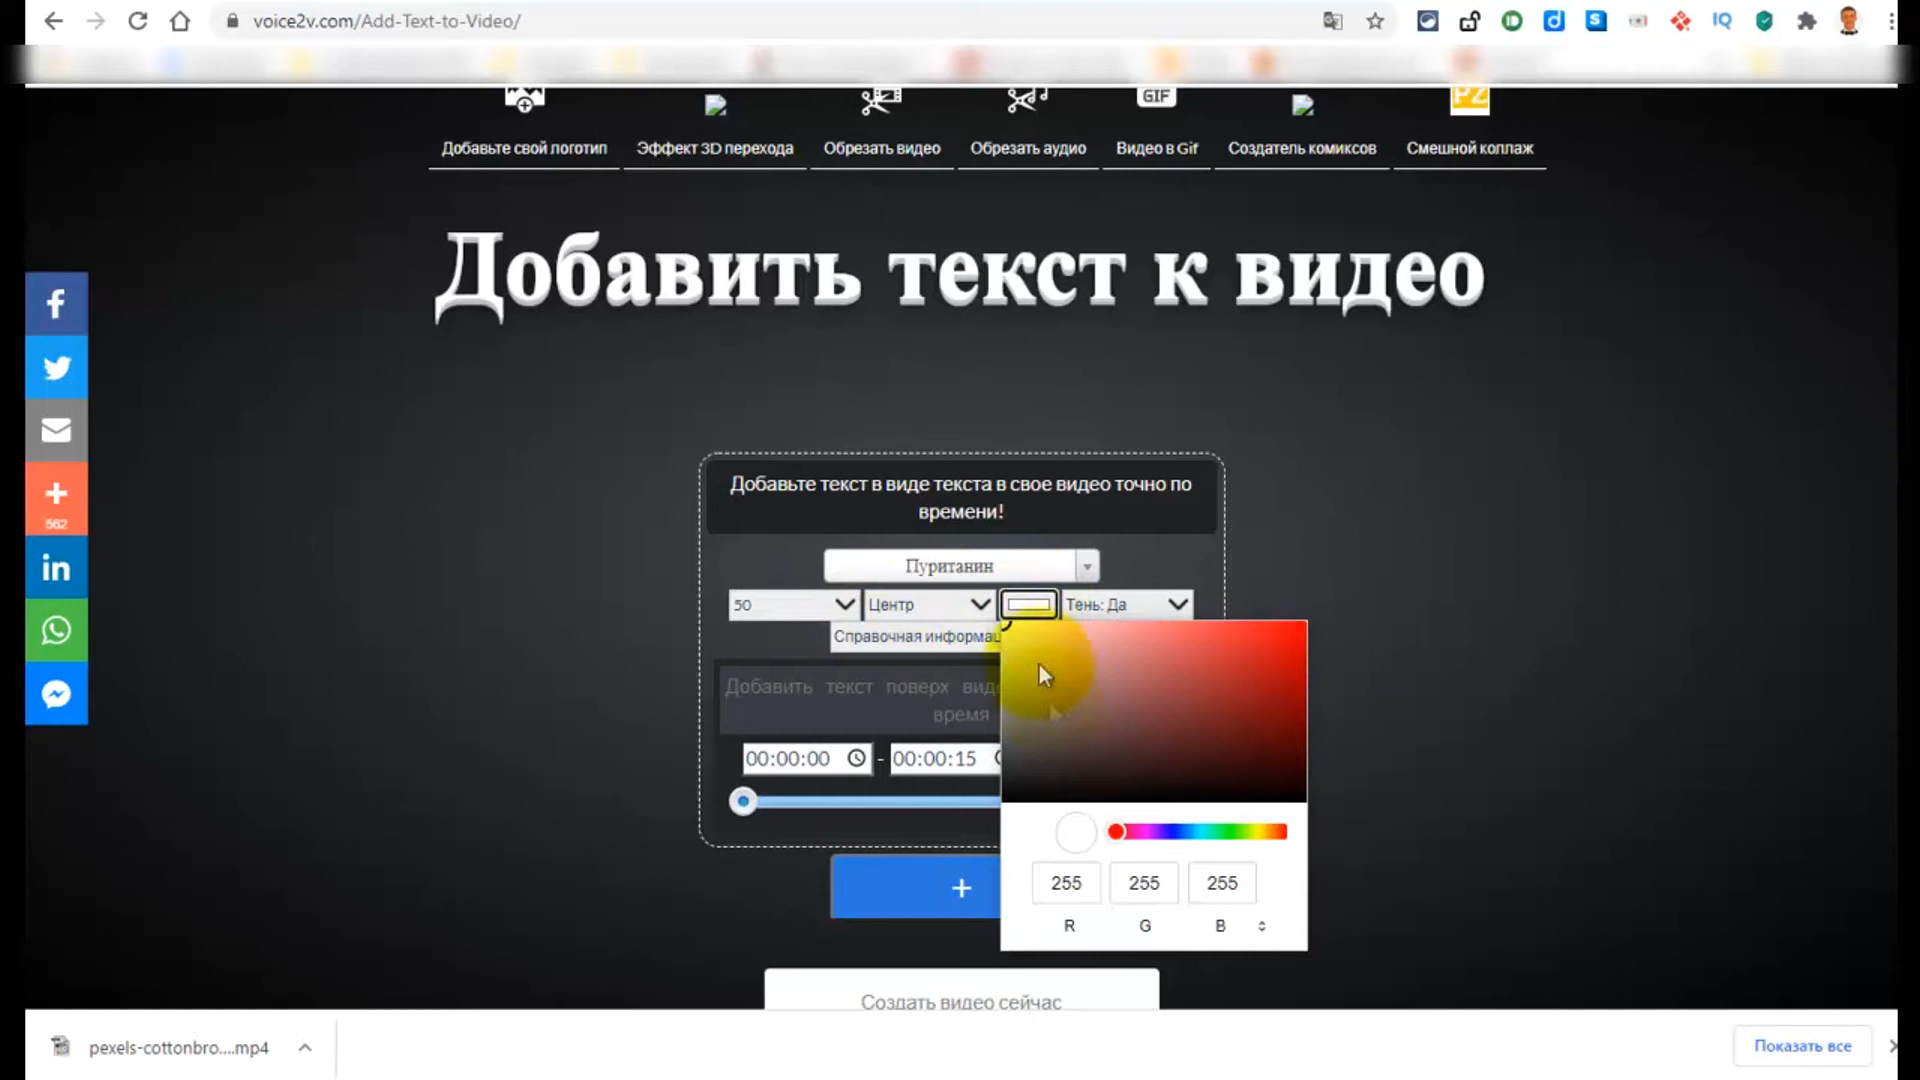 voice2v.com/Add-Text-to-Video/
IQ
GIF
PZ
Добавьте свой логотип
Эффект 3D перехода
Обрезать видео
Обрезать аудио
Видео в Gif
Создатель комиксов
Смешной коллаж
Добавить текст к видео
562
Добавьте текст в виде текста в свое видео точно по
времени!
Пуританин
50
Центр
Тень: Да
Добавить текст поверх
время
00:00:00 - 00:00:15
+
255 255 255
R G B
Создать видео сейчас
pexels-cottonbro....mp4
Показать все